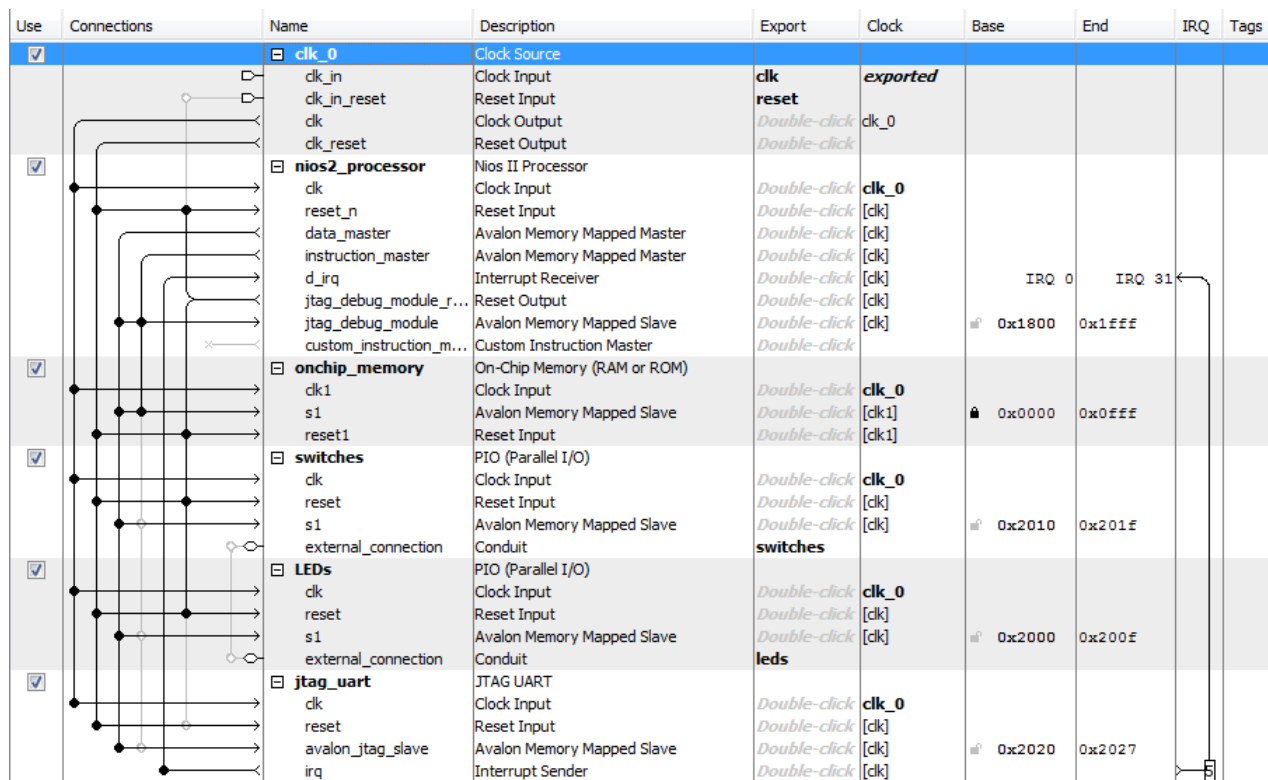 Use Connections Name Description Export Clock Base End IRQ Tags
clk_0 Clock Source
clk_in Clock Input clk exported
clk_in_reset Reset Input reset
clk Clock Output Double-click clk_0
clk_reset Reset Output Double-click
nios2_processor Nios II Processor
clk Clock Input Double-click clk_0
reset_n Reset Input Double-click [clk]
data_master Avalon Memory Mapped Master Double-click [clk]
instruction_master Avalon Memory Mapped Master Double-click [clk]
d_irq Interrupt Receiver Double-click [clk] IRQ 0 IRQ 31
jtag_debug_module_r... Reset Output Double-click [clk]
jtag_debug_module Avalon Memory Mapped Slave Double-click [clk] 0x1800 0x1fff
custom_instruction_m... Custom Instruction Master Double-click
onchip_memory On-Chip Memory (RAM or ROM)
clk1 Clock Input Double-click clk_0
s1 Avalon Memory Mapped Slave Double-click [clk1] 0x0000 0x0fff
reset1 Reset Input Double-click [clk1]
switches PIO (Parallel I/O)
clk Clock Input Double-click clk_0
reset Reset Input Double-click [clk]
s1 Avalon Memory Mapped Slave Double-click [clk] 0x2010 0x201f
external_connection Conduit switches
LEDs PIO (Parallel I/O)
clk Clock Input Double-click clk_0
reset Reset Input Double-click [clk]
s1 Avalon Memory Mapped Slave Double-click [clk] 0x2000 0x200f
external_connection Conduit leds
jtag_uart JTAG UART
clk Clock Input Double-click clk_0
reset Reset Input Double-click [clk]
avalon_jtag_slave Avalon Memory Mapped Slave Double-click [clk] 0x2020 0x2027
irq Interrupt Sender Double-click [clk] 5